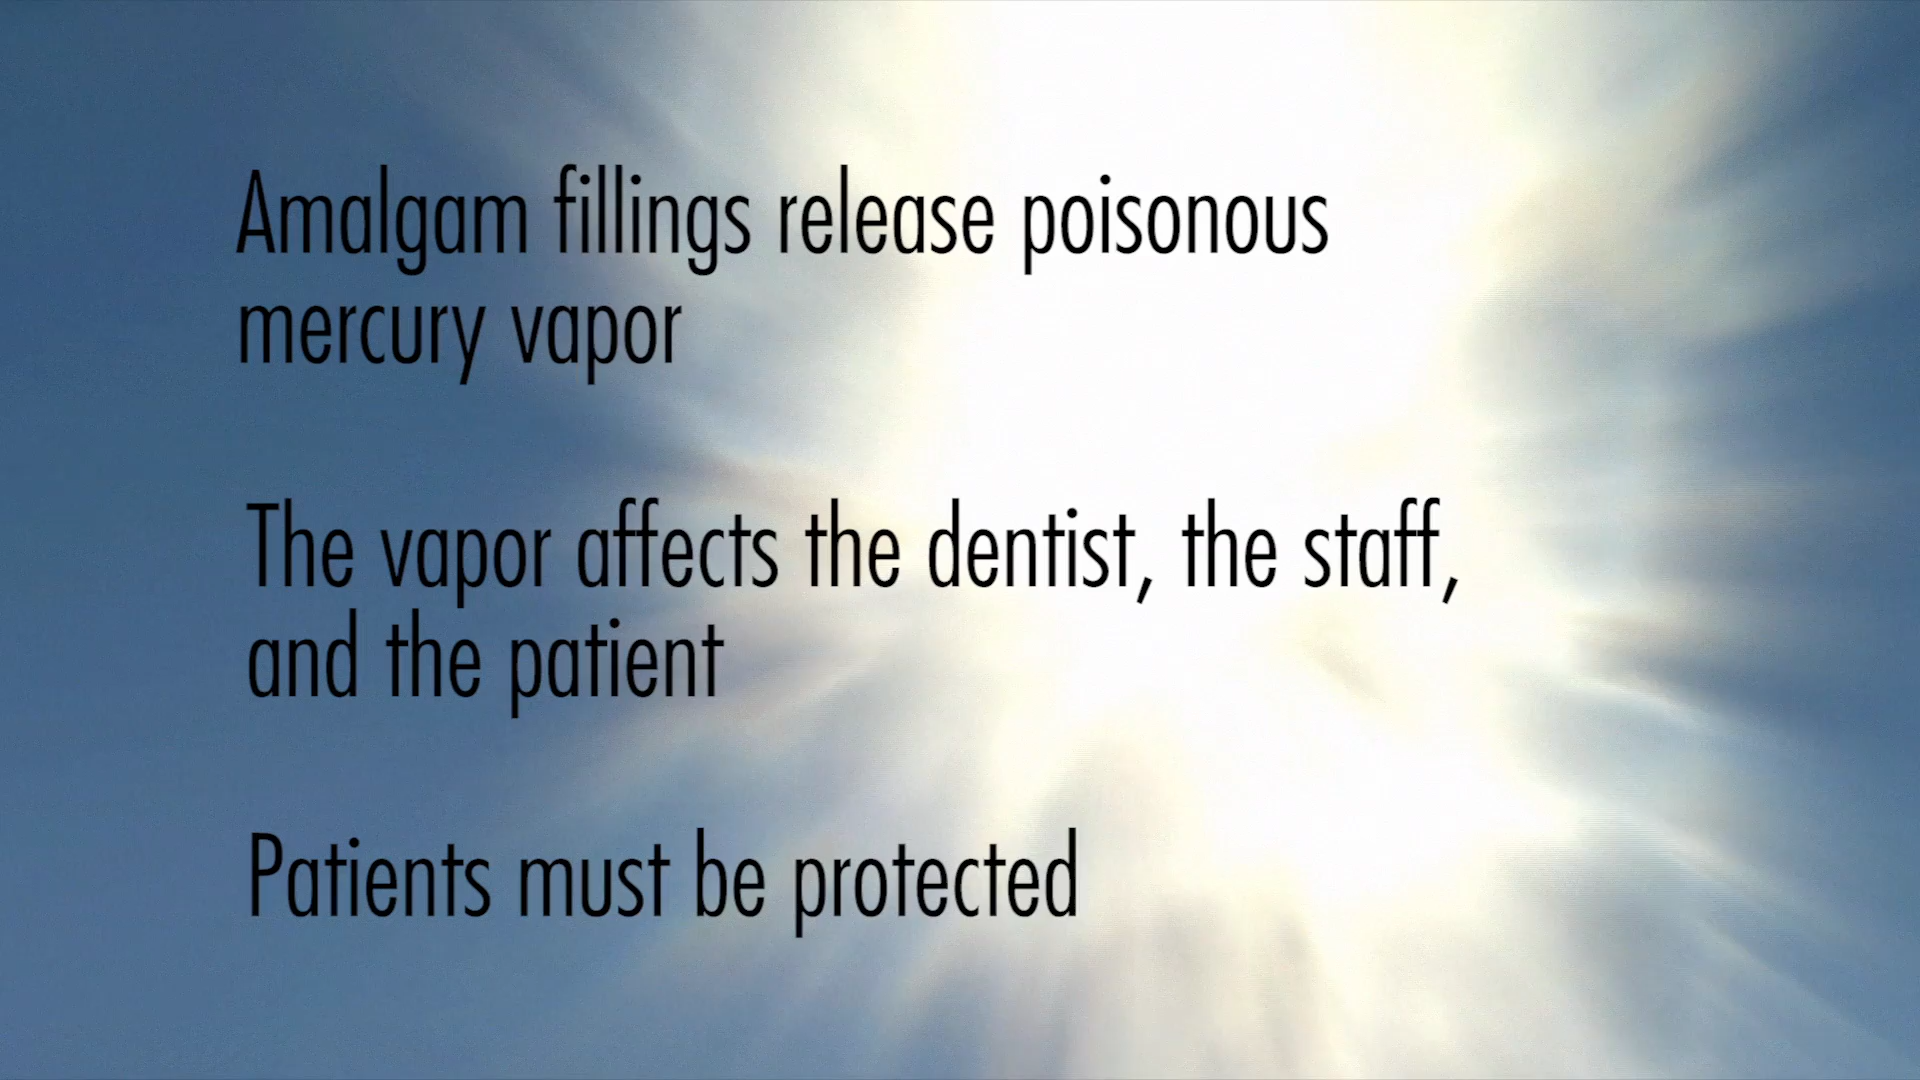 Amalgam fillings release poisonous
mercury vapor
The vapor affects the dentist, the staff,
and the patient
Patients must be protected